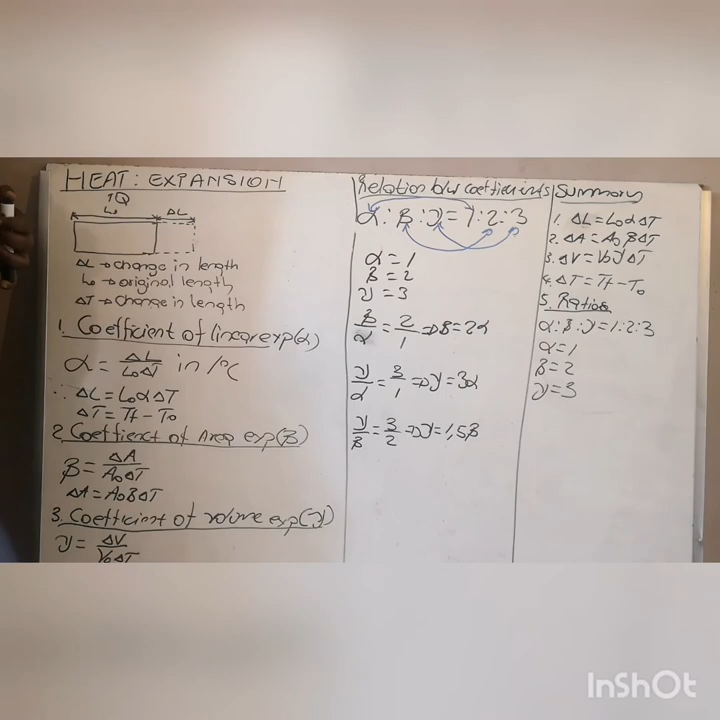 HEAT: EXPANSION
1Q
L₀ ΔL
ΔL → change in length
L₀ → original length
ΔT → change in length
1. Coefficient of linear exp(α)
α = ΔL/L₀ΔT in /°C
∴ ΔL = L₀αΔT
ΔT = Tf - T₀
2. Coeffienct of Area exp(β)
β = ΔA/A₀ΔT
ΔA = A₀βΔT
3. Coefficient of volume exp(γ)
γ = ΔV/V₀ΔT
Relation b/w coefficients
α : β : γ = 1 : 2 : 3
α = 1
β = 2
γ = 3
β/α = 2/1 ⇒ β = 2α
γ/α = 3/1 ⇒ γ = 3α
γ/β = 3/2 ⇒ γ = 1,5β
Summary
1. ΔL = L₀αΔT
2. ΔA = A₀βΔT
3. ΔV = V₀γΔT
4. ΔT = Tf - T₀
5. Ratios
α : β : γ = 1 : 2 : 3
α = 1
β = 2
γ = 3
InShOt